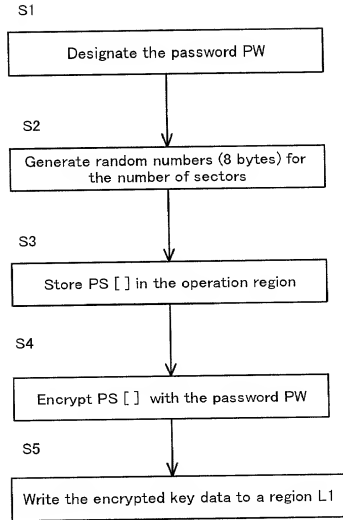 S1
Designate the password PW
S2
Generate random numbers (8 bytes) for
the number of sectors
S3
Store PS [ ] in the operation region
S4
Encrypt PS [ ] with the password PW
S5
Write the encrypted key data to a region L1